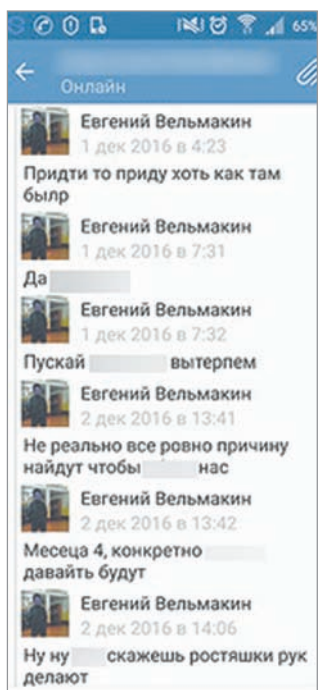 65%
Онлайн
Евгений Вельмакин
1 дек 2016 в 4:23
Придти то приду хоть как там
былр
Евгений Вельмакин
1 дек 2016 в 7:31
Да
Евгений Вельмакин
1 дек 2016 в 7:32
Пускай вытерпем
Евгений Вельмакин
2 дек 2016 в 13:41
Не реально все ровно причину
найдут чтобы нас
Евгений Вельмакин
2 дек 2016 в 13:42
Месеца 4, конкретно
давайть будут
Евгений Вельмакин
2 дек 2016 в 14:06
Ну ну скажешь ростяшки рук
делают